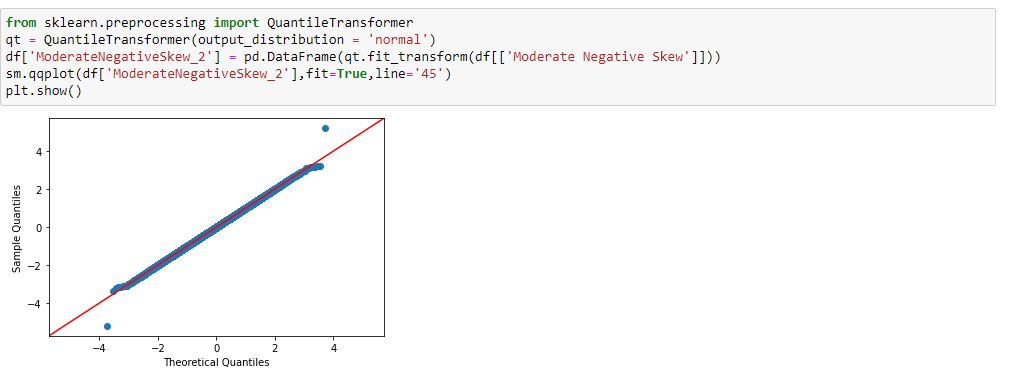 from sklearn.preprocessing import QuantileTransformer
qt = QuantileTransformer(output_distribution = 'normal')
df['ModerateNegativeSkew_2'] = pd.DataFrame(qt.fit_transform(df[['Moderate Negative Skew']]))
sm.qqplot(df['ModerateNegativeSkew_2'],fit=True,line='45')
plt.show()
4
2
0
−2
−4
Sample Quantiles
−4 −2 0 2 4
Theoretical Quantiles